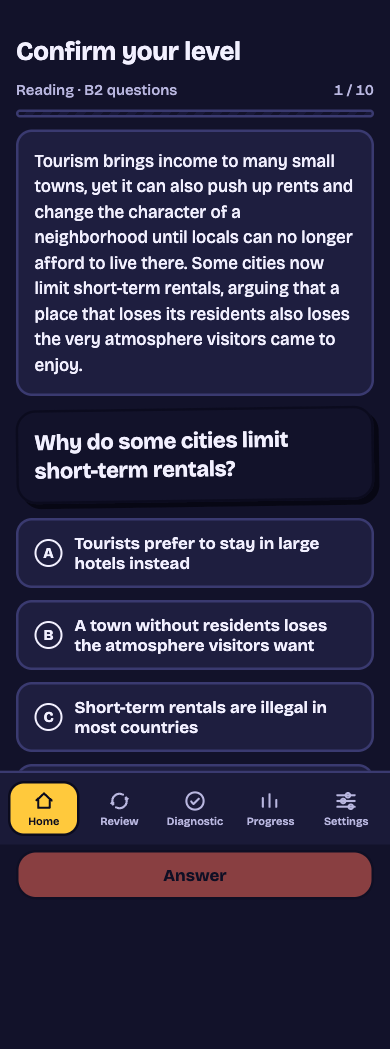 Confirm your level
Reading · B2 questions
1 / 10
Tourism brings income to many small
towns, yet it can also push up rents and
change the character of a
neighborhood until locals can no longer
afford to live there. Some cities now
limit short-term rentals, arguing that a
place that loses its residents also loses
the very atmosphere visitors came to
enjoy.
Why do some cities limit
short-term rentals?
A
Tourists prefer to stay in large
hotels instead
B
A town without residents loses
the atmosphere visitors want
C
Short-term rentals are illegal in
most countries
Home
Review
Diagnostic
Progress
Settings
Answer